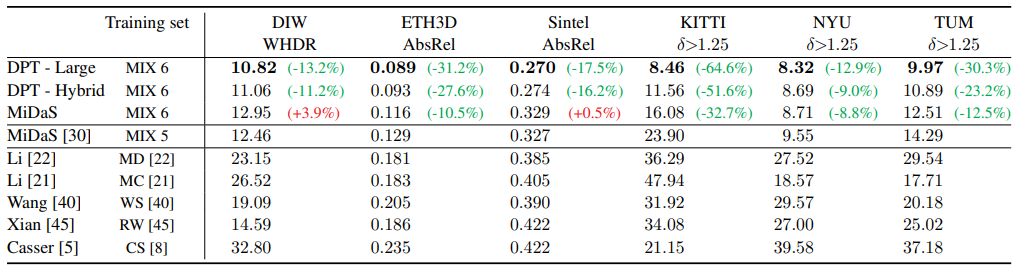 Training set DIW ETH3D Sintel KITTI NYU TUM
WHDR AbsRel AbsRel δ>1.25 δ>1.25 δ>1.25
DPT - Large MIX 6 10.82 (-13.2%) 0.089 (-31.2%) 0.270 (-17.5%) 8.46 (-64.6%) 8.32 (-12.9%) 9.97 (-30.3%)
DPT - Hybrid MIX 6 11.06 (-11.2%) 0.093 (-27.6%) 0.274 (-16.2%) 11.56 (-51.6%) 8.69 (-9.0%) 10.89 (-23.2%)
MiDaS MIX 6 12.95 (+3.9%) 0.116 (-10.5%) 0.329 (+0.5%) 16.08 (-32.7%) 8.71 (-8.8%) 12.51 (-12.5%)
MiDaS [30] MIX 5 12.46 0.129 0.327 23.90 9.55 14.29
Li [22] MD [22] 23.15 0.181 0.385 36.29 27.52 29.54
Li [21] MC [21] 26.52 0.183 0.405 47.94 18.57 17.71
Wang [40] WS [40] 19.09 0.205 0.390 31.92 29.57 20.18
Xian [45] RW [45] 14.59 0.186 0.422 34.08 27.00 25.02
Casser [5] CS [8] 32.80 0.235 0.422 21.15 39.58 37.18